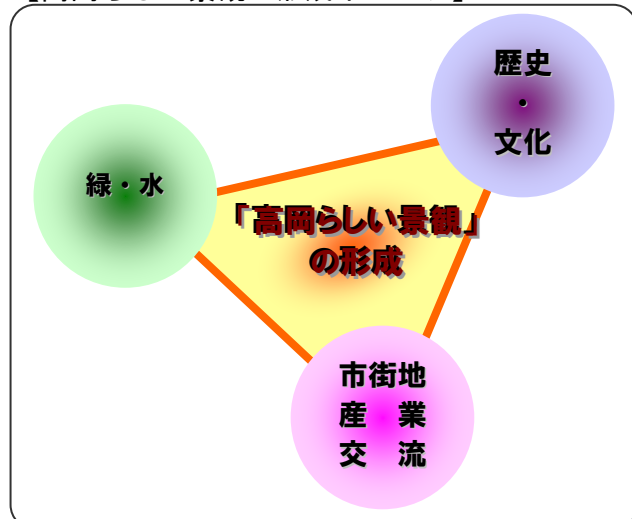 歴史
・
文化
緑・水
「高岡らしい景観」
の形成
市街地
産　業
交　流